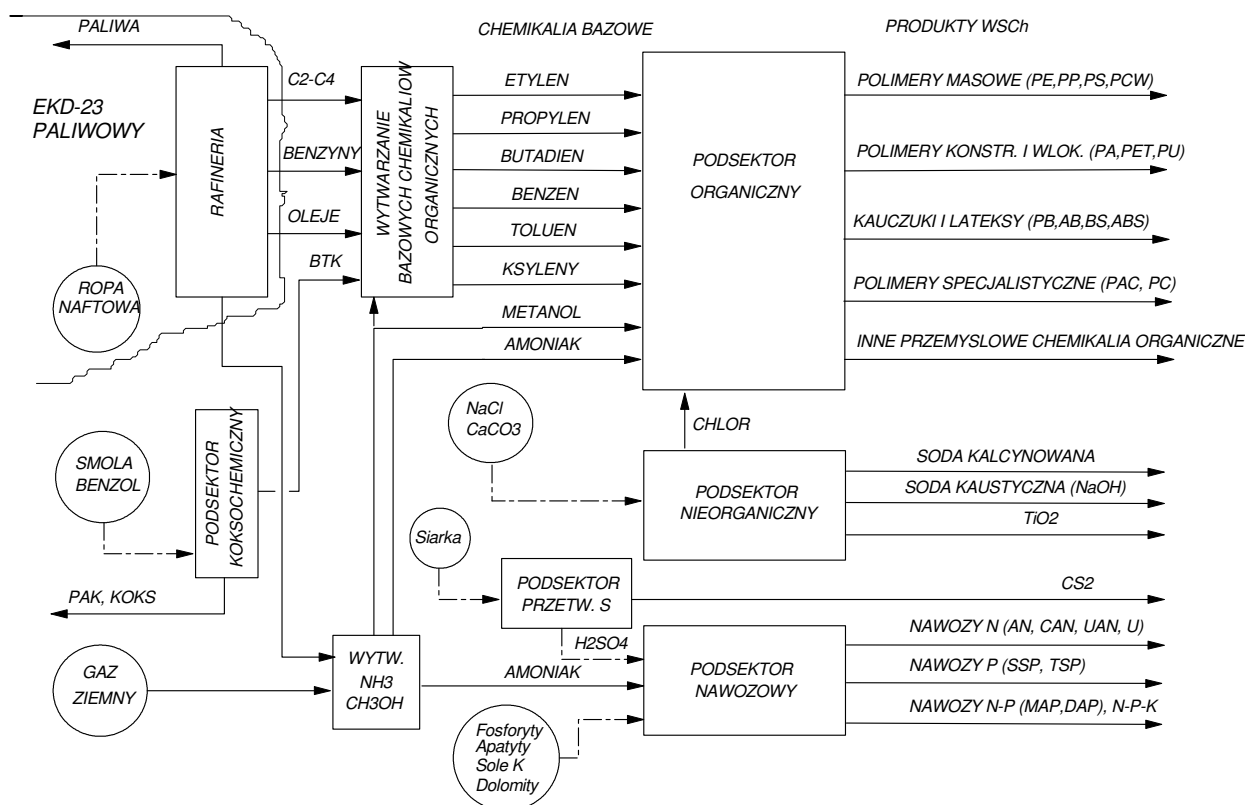 PALIWA
CHEMIKALIA BAZOWE
PRODUKTY WSCh
EKD-23
PALIWOWY
RAFINERIA
ROPA
NAFTOWA
C2-C4
BENZYNY
OLEJE
BTK
WYTWARZANIE
BAZOWYCH CHEMIKALIOW
ORGANICZNYCH
ETYLEN
PROPYLEN
BUTADIEN
BENZEN
TOLUEN
KSYLENY
METANOL
AMONIAK
PODSEKTOR
ORGANICZNY
POLIMERY MASOWE (PE,PP,PS,PCW)
POLIMERY KONSTR. I WLOK. (PA,PET,PU)
KAUCZUKI I LATEKSY (PB,AB,BS,ABS)
POLIMERY SPECJALISTYCZNE (PAC, PC)
INNE PRZEMYSLOWE CHEMIKALIA ORGANICZNE
SMOLA
BENZOL
PODSEKTOR
KOKSOCHEMICZNY
PAK, KOKS
NaCl
CaCO3
CHLOR
PODSEKTOR
NIEORGANICZNY
SODA KALCYNOWANA
SODA KAUSTYCZNA (NaOH)
TiO2
Siarka
PODSEKTOR
PRZETW. S
CS2
H2SO4
GAZ
ZIEMNY
WYTW.
NH3
CH3OH
AMONIAK
PODSEKTOR
NAWOZOWY
NAWOZY N (AN, CAN, UAN, U)
NAWOZY P (SSP, TSP)
NAWOZY N-P (MAP,DAP), N-P-K
Fosforyty
Apatyty
Sole K
Dolomity